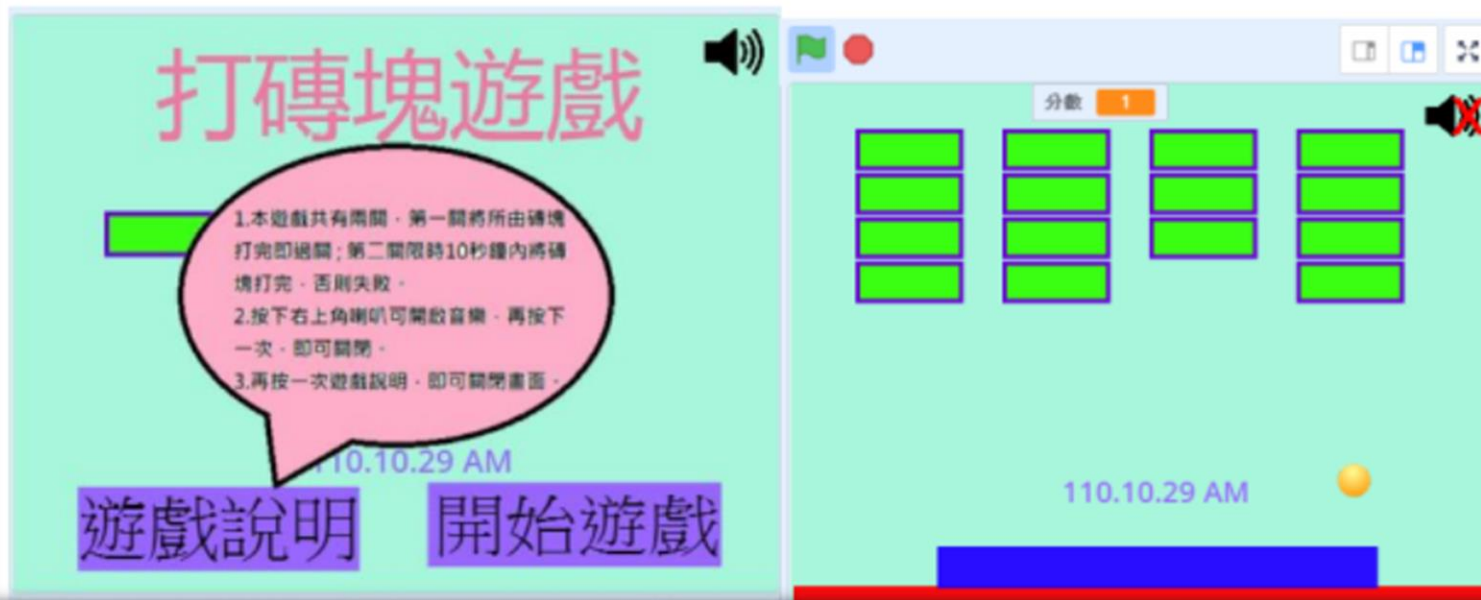 打磚塊遊戲
1.本遊戲共有兩關，第一關將所由磚塊
打完即過關；第二關限時10秒鐘內將磚
塊打完，否則失敗。
2.按下右上角喇叭可開啟音樂，再按下
一次，即可關閉。
3.再按一次遊戲說明，即可關閉畫面。
110.10.29 AM
遊戲說明
開始遊戲
分數 1
110.10.29 AM